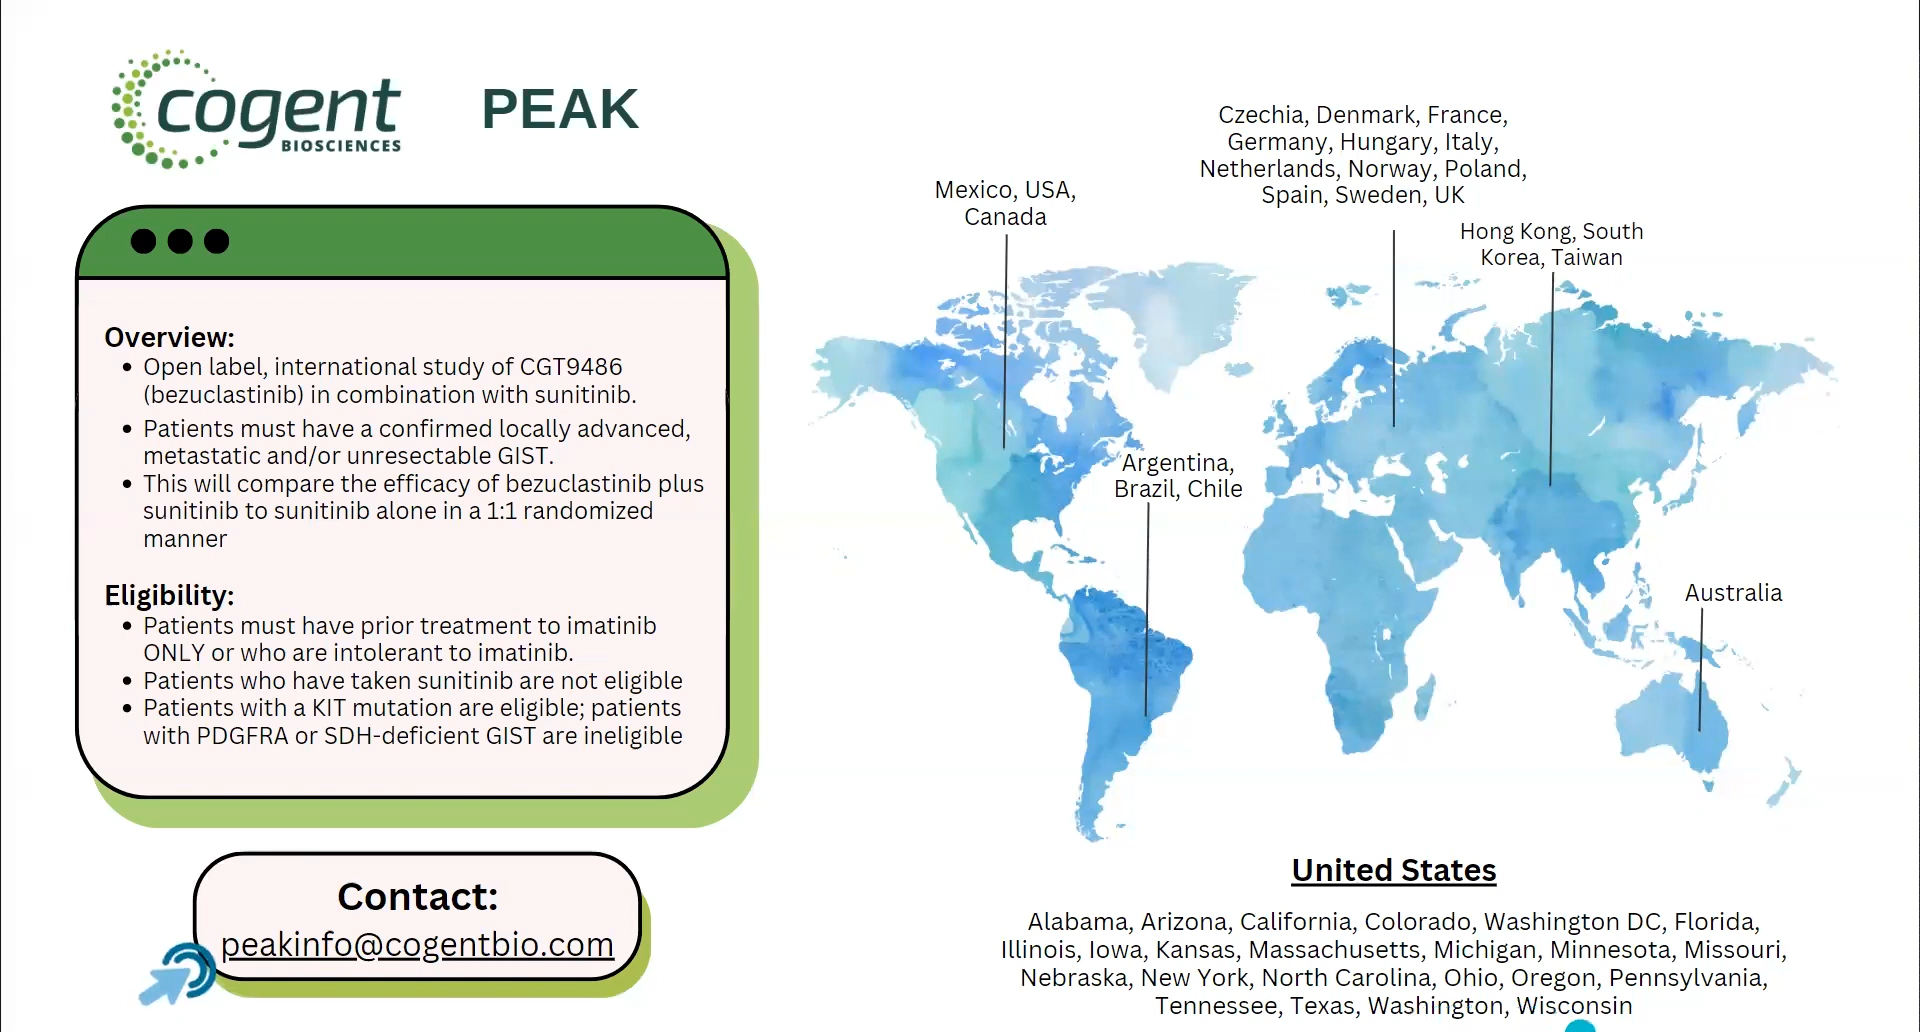 cogent
BIOSCIENCES
PEAK
Overview:
• Open label, international study of CGT9486
(bezuclastinib) in combination with sunitinib.
• Patients must have a confirmed locally advanced,
metastatic and/or unresectable GIST.
• This will compare the efficacy of bezuclastinib plus
sunitinib to sunitinib alone in a 1:1 randomized
manner
Eligibility:
• Patients must have prior treatment to imatinib
ONLY or who are intolerant to imatinib.
• Patients who have taken sunitinib are not eligible
• Patients with a KIT mutation are eligible; patients
with PDGFRA or SDH-deficient GIST are ineligible
Contact:
peakinfo@cogentbio.com
Mexico, USA,
Canada
Czechia, Denmark, France,
Germany, Hungary, Italy,
Netherlands, Norway, Poland,
Spain, Sweden, UK
Hong Kong, South
Korea, Taiwan
Argentina,
Brazil, Chile
Australia
United States
Alabama, Arizona, California, Colorado, Washington DC, Florida,
Illinois, Iowa, Kansas, Massachusetts, Michigan, Minnesota, Missouri,
Nebraska, New York, North Carolina, Ohio, Oregon, Pennsylvania,
Tennessee, Texas, Washington, Wisconsin